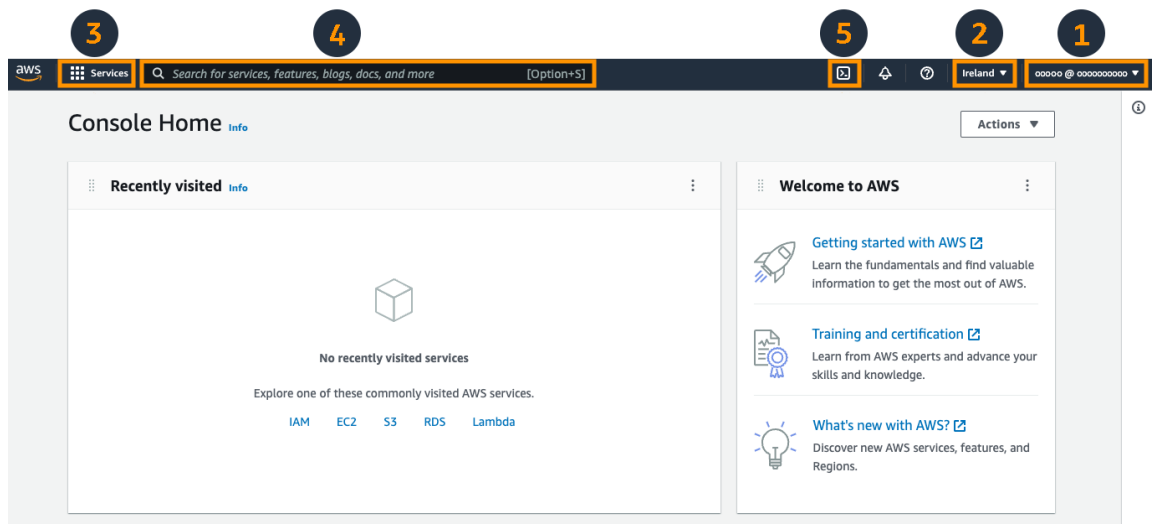 3 4 5 2 1
aws Services Search for services, features, blogs, docs, and more [Option+S] Ireland ooooo @ oooooooooo
Console Home Info
Actions
Recently visited Info
No recently visited services
Explore one of these commonly visited AWS services.
IAM EC2 S3 RDS Lambda
Welcome to AWS
Getting started with AWS
Learn the fundamentals and find valuable
information to get the most out of AWS.
Training and certification
Learn from AWS experts and advance your
skills and knowledge.
What's new with AWS?
Discover new AWS services, features, and
Regions.